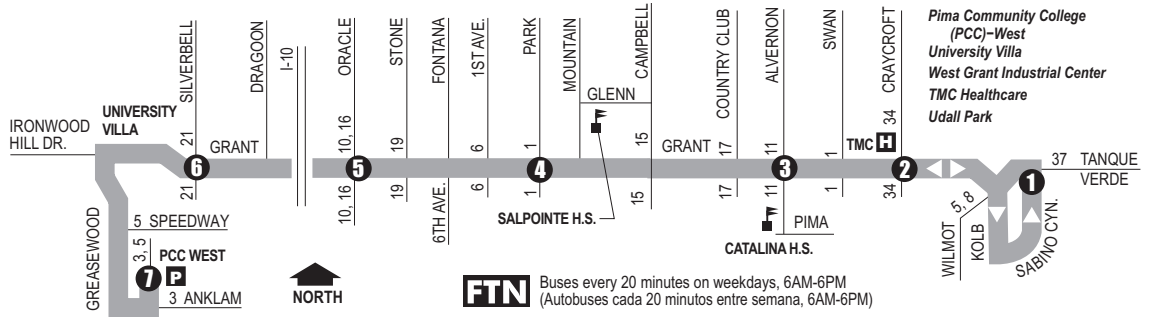 SILVERBELL
DRAGOON
I-10
ORACLE
STONE
FONTANA
1ST AVE.
PARK
MOUNTAIN
CAMPBELL
COUNTRY CLUB
ALVERNON
SWAN
CRAYCROFT
Pima Community College
(PCC)–West
University Villa
West Grant Industrial Center
TMC Healthcare
Udall Park
UNIVERSITY
VILLA
IRONWOOD
HILL DR.
GLENN
21
GRANT
10, 16
19
6
1
15
GRANT
17
11
1
TMC H
34
6
5
4
3
2
1
37 TANQUE
VERDE
21
10, 16
19
6TH AVE.
6
1
SALPOINTE H.S.
15
17
11
PIMA
CATALINA H.S.
1
34
WILMOT
5, 8
KOLB
SABINO CYN.
GREASEWOOD
5 SPEEDWAY
3, 5
PCC WEST
7
P
3 ANKLAM
NORTH
FTN
Buses every 20 minutes on weekdays, 6AM-6PM
(Autobuses cada 20 minutos entre semana, 6AM-6PM)